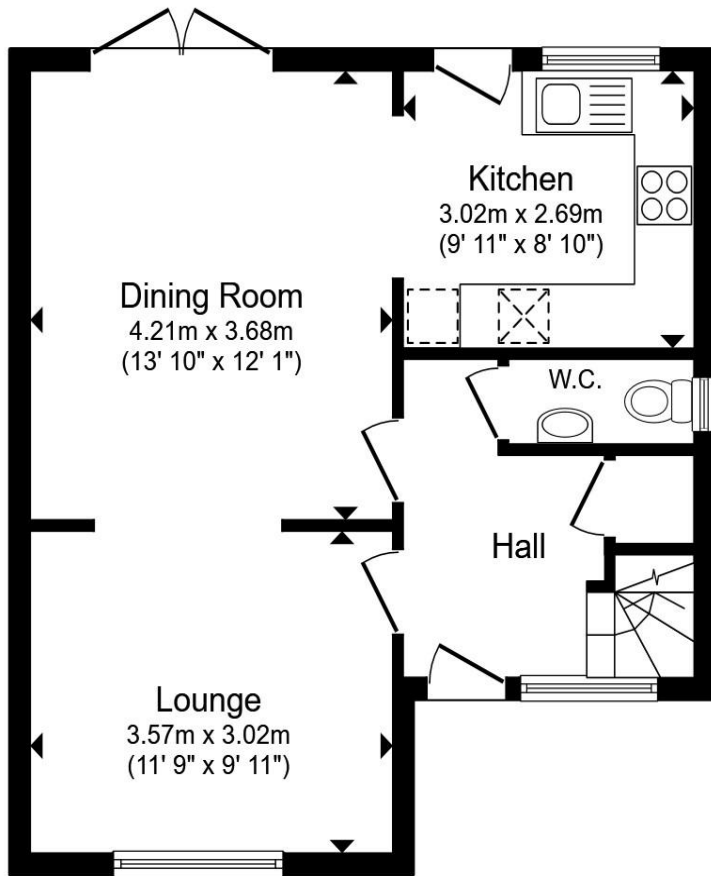 Kitchen
3.02m x 2.69m
(9' 11" x 8' 10")
Dining Room
4.21m x 3.68m
(13' 10" x 12' 1")
W.C.
Hall
Lounge
3.57m x 3.02m
(11' 9" x 9' 11")